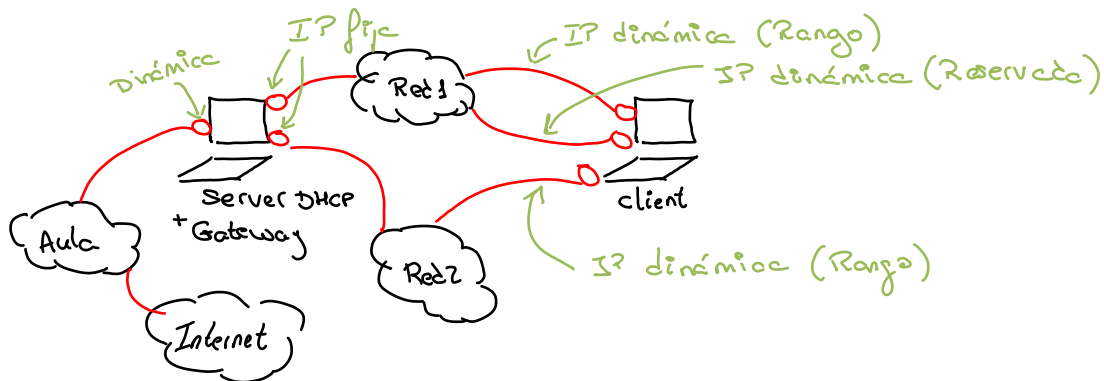 IP fija
IP dinámica (Rango)
IP dinámica (Reservada)
Dinámica
Red1
Server DHCP
+ Gateway
client
Aula
Red2
IP dinámica (Rango)
Internet